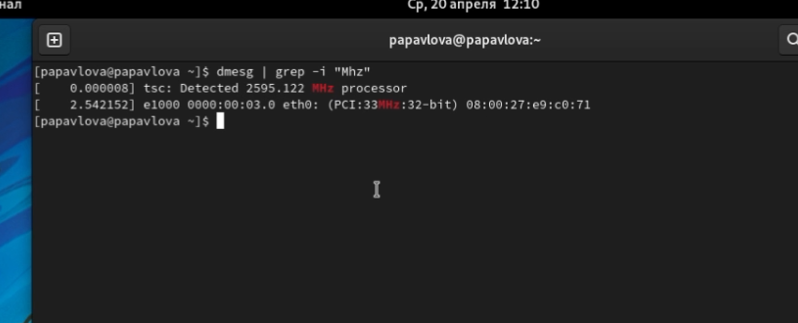 Ср, 20 апреля 12:10
papavlova@papavlova:~
[papavlova@papavlova ~]$ dmesg | grep -i "Mhz"
[    0.000008] tsc: Detected 2595.122 MHz processor
[    2.542152] e1000 0000:00:03.0 eth0: (PCI:33MHz:32-bit) 08:00:27:e9:c0:71
[papavlova@papavlova ~]$